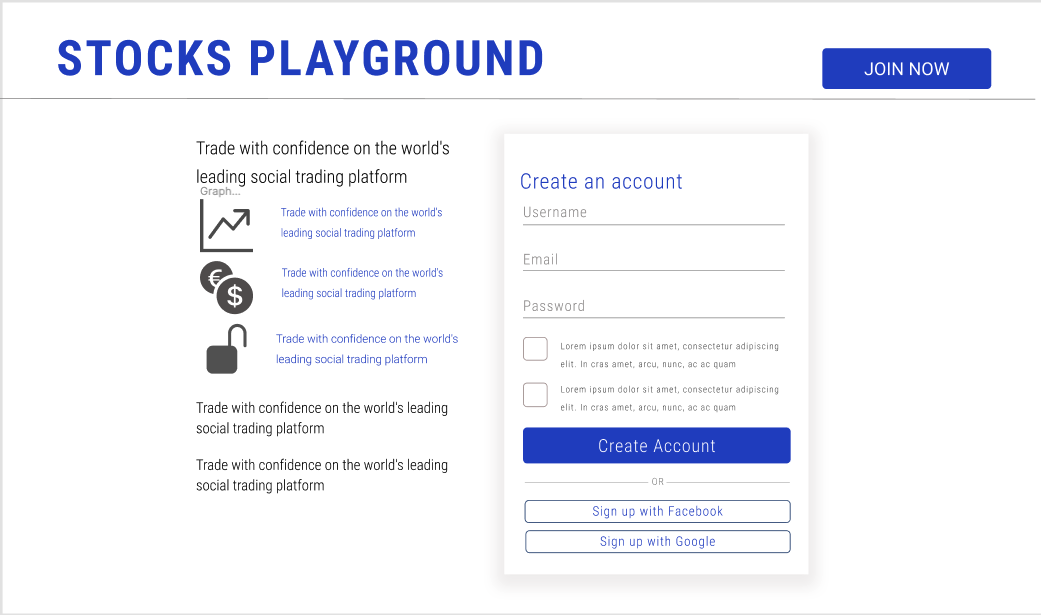 STOCKS PLAYGROUND
JOIN NOW
Trade with confidence on the world's
leading social trading platform
Graph...
Trade with confidence on the world's
leading social trading platform
€
$
Trade with confidence on the world's
leading social trading platform
Trade with confidence on the world's
leading social trading platform
Trade with confidence on the world's leading
social trading platform
Trade with confidence on the world's leading
social trading platform
Create an account
Username
Email
Password
Lorem ipsum dolor sit amet, consectetur adipiscing
elit. In cras amet, arcu, nunc, ac ac quam
Lorem ipsum dolor sit amet, consectetur adipiscing
elit. In cras amet, arcu, nunc, ac ac quam
Create Account
OR
Sign up with Facebook
Sign up with Google